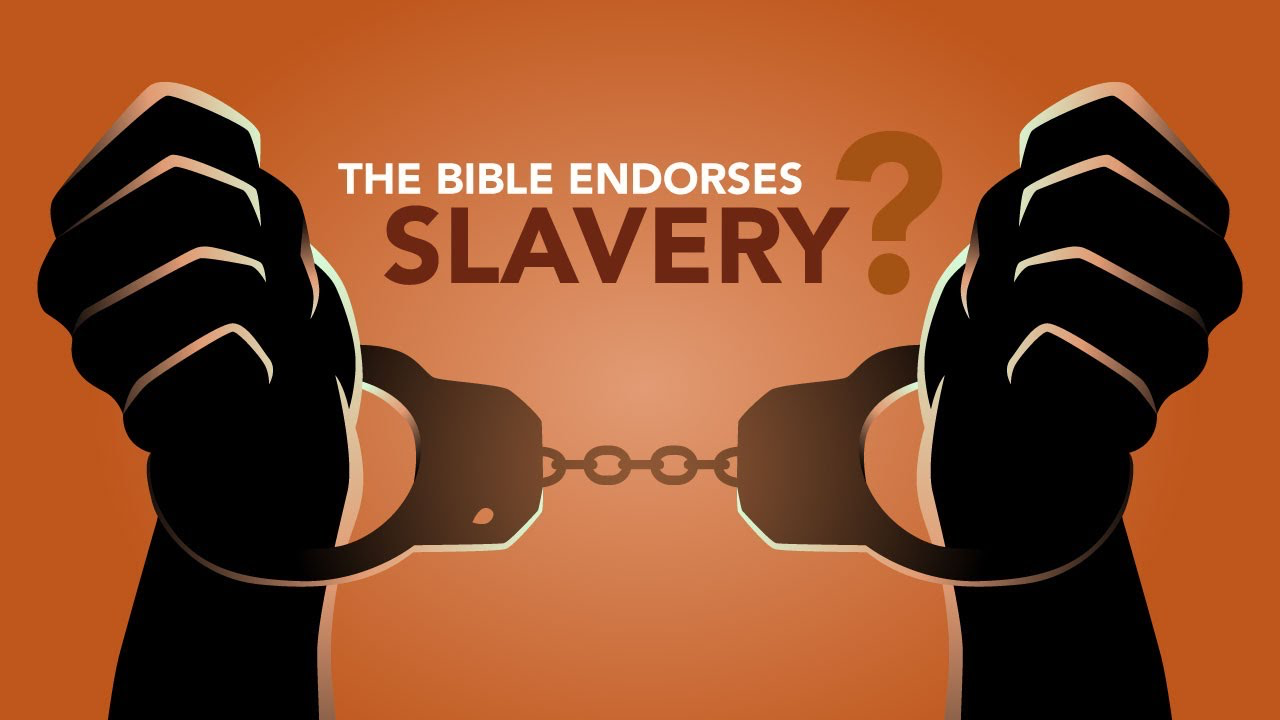 THE BIBLE ENDORSES
SLAVERY?